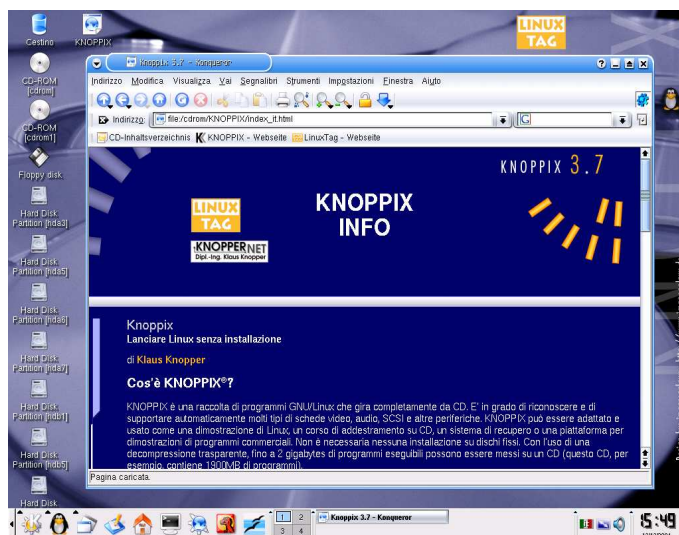 Cestino
KNOPPIX
LINUX
TAG
CD-ROM
[cdrom]
CD-ROM
[cdrom1]
Floppy disk
Hard Disk
Partition [hda3]
Hard Disk
Partition [hda5]
Hard Disk
Partition [hda6]
Hard Disk
Partition [hda7]
Hard Disk
Partition [hdb1]
Hard Disk
Partition [hdb5]
Hard Disk
Knoppix 3.7 - Konqueror
Indirizzo Modifica Visualizza Vai Segnalibri Strumenti Impostazioni Finestra Aiuto
Indirizzo: file:/cdrom/KNOPPIX/index_it.html
CD-Inhaltsverzeichnis KNOPPIX - Webseite LinuxTag - Webseite
KNOPPIX 3.7
LINUX
TAG
KNOPPIX
INFO
KNOPPERNET
Dipl.-Ing. Klaus Knopper
Knoppix
Lanciare Linux senza installazione
di Klaus Knopper
Cos'è KNOPPIX®?
KNOPPIX è una raccolta di programmi GNU/Linux che gira completamente da CD. E' in grado di riconoscere e di
supportare automaticamente molti tipi di schede video, audio, SCSI e altre periferiche. KNOPPIX può essere adattato e
usato come una dimostrazione di Linux, un corso di addestramento su CD, un sistema di recupero o una piattaforma per
dimostrazioni di programmi commerciali. Non è necessaria nessuna installazione su dischi fissi. Con l'uso di una
decompressione trasparente, fino a 2 gigabytes di programmi eseguibili possono essere messi su un CD (questo CD, per
esempio, contiene 1900MB di programmi).
Pagina caricata.
1 2
3 4
Knoppix 3.7 - Konqueror
15:49